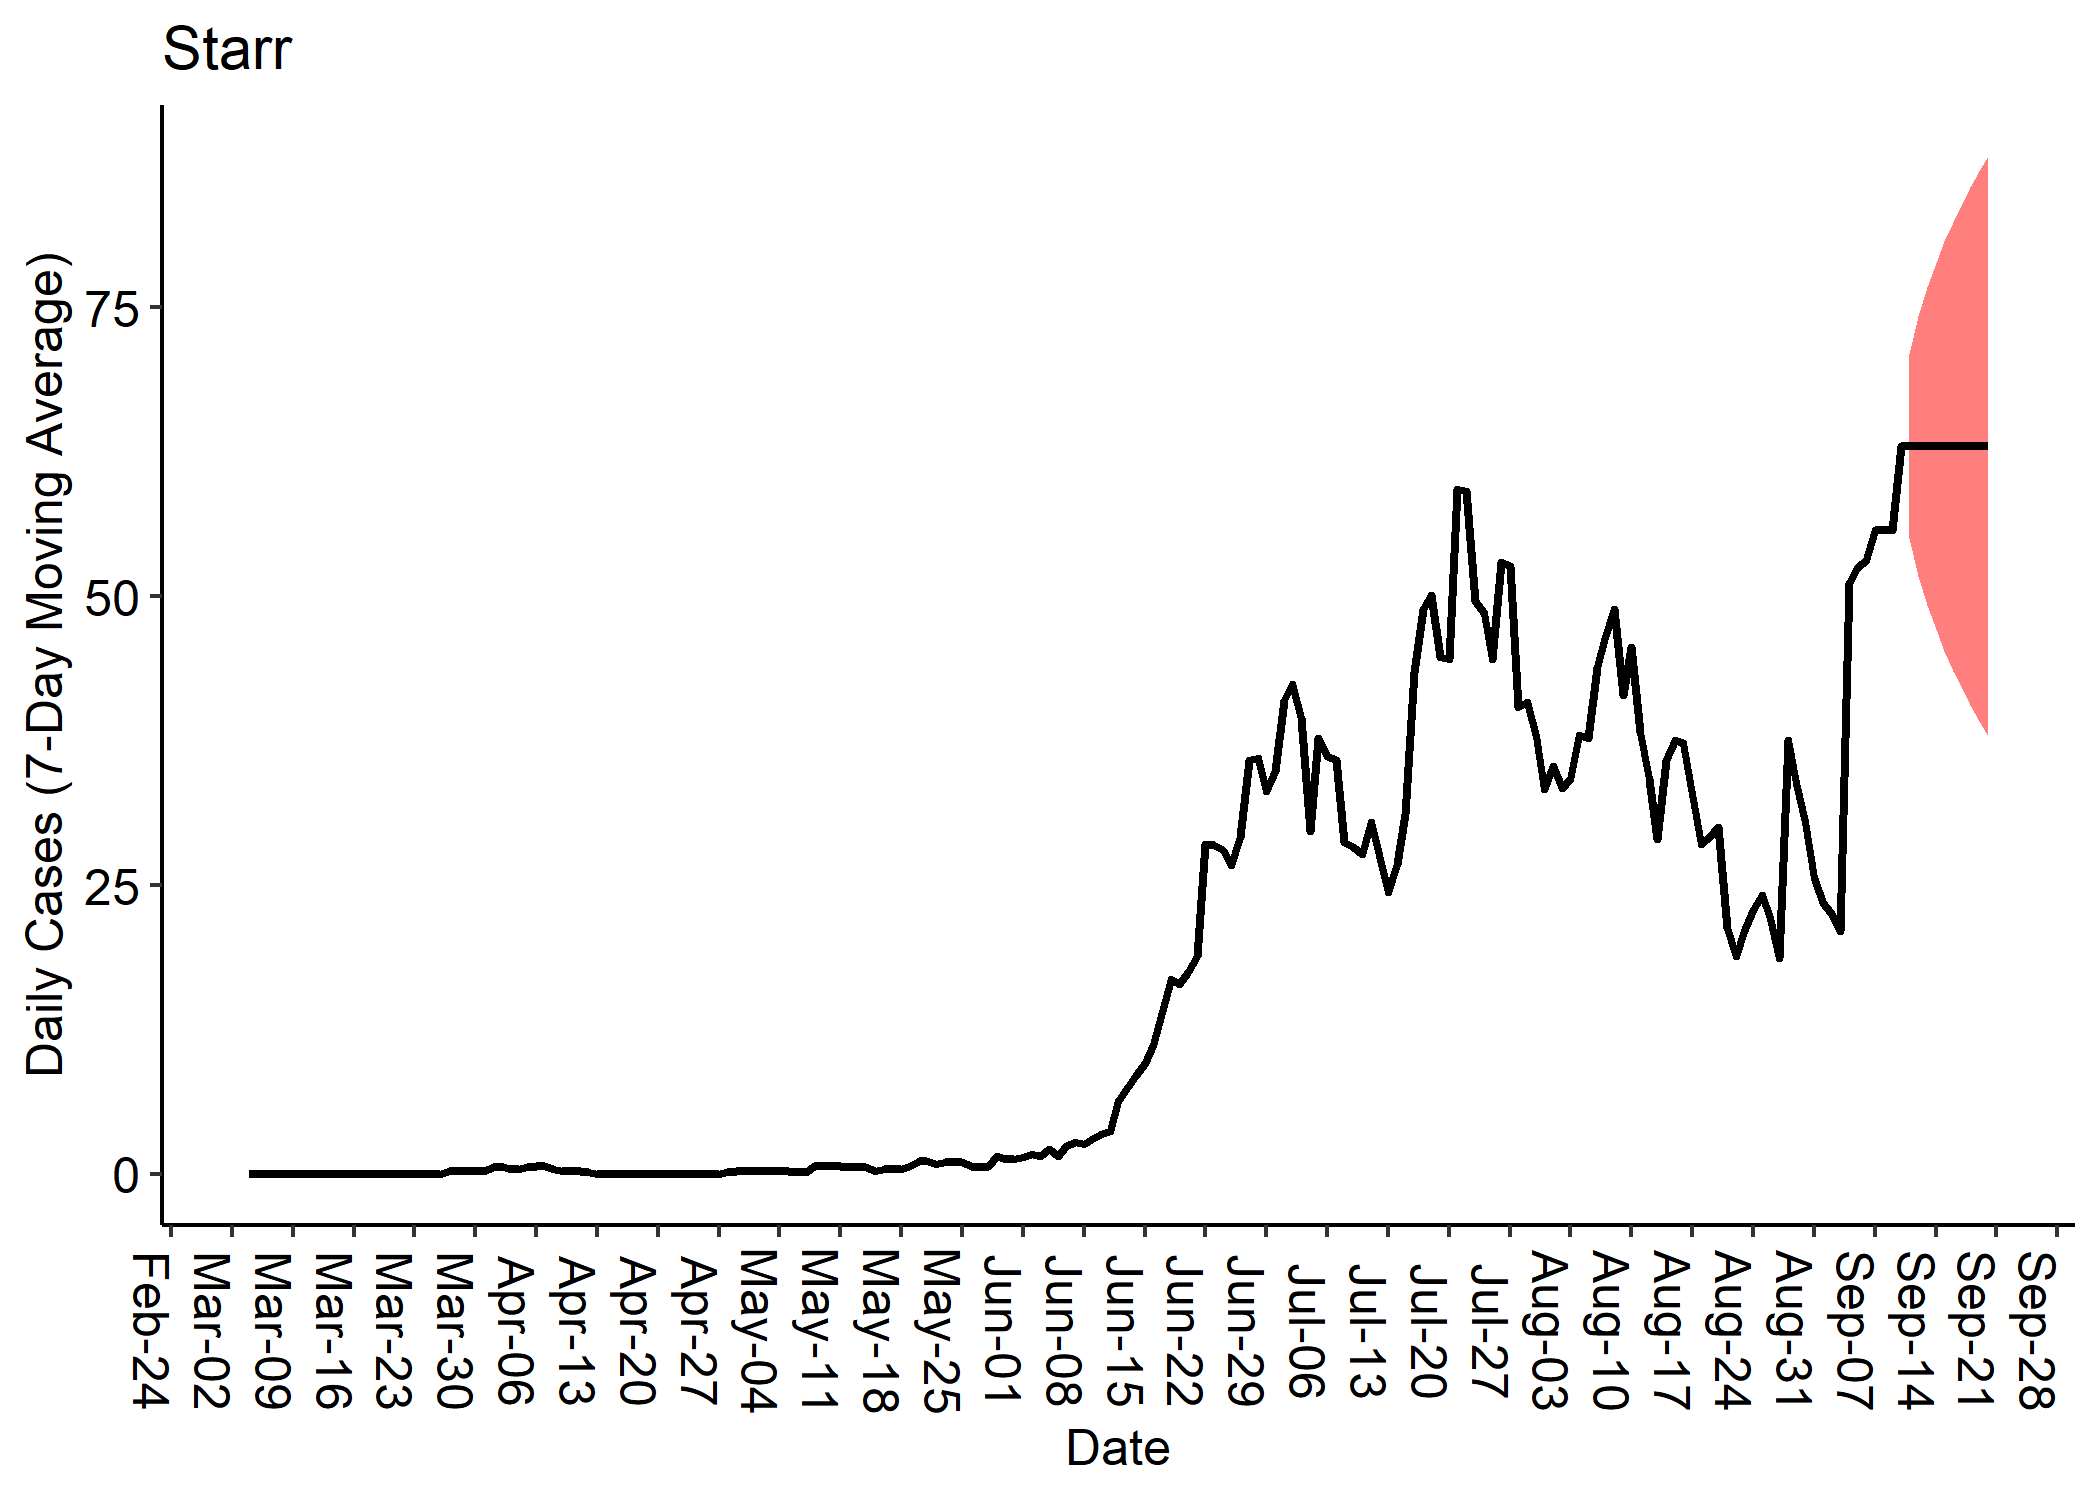 Starr
Daily Cases (7-Day Moving Average)
75
50
25
0
Feb-24
Mar-02
Mar-09
Mar-16
Mar-23
Mar-30
Apr-06
Apr-13
Apr-20
Apr-27
May-04
May-11
May-18
May-25
Jun-01
Jun-08
Jun-15
Jun-22
Jun-29
Jul-06
Jul-13
Jul-20
Jul-27
Aug-03
Aug-10
Aug-17
Aug-24
Aug-31
Sep-07
Sep-14
Sep-21
Sep-28
Date